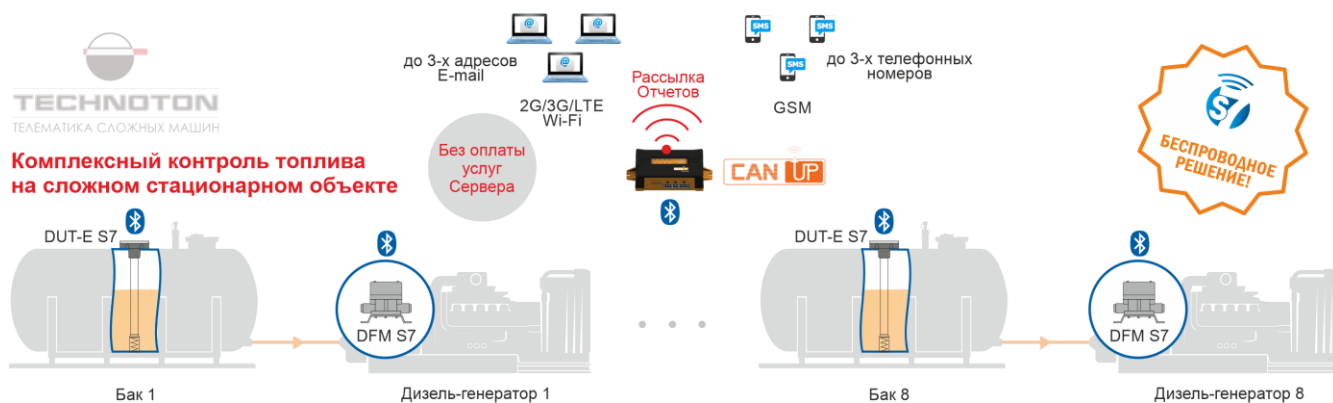 TECHNOTON
ТЕЛЕМАТИКА СЛОЖНЫХ МАШИН
Комплексный контроль топлива
на сложном стационарном объекте
до 3-х адресов
E-mail
2G/3G/LTE
Wi-Fi
Без оплаты
услуг
Сервера
Рассылка
Отчетов
SMS
SMS
SMS
до 3-х телефонных
номеров
GSM
CAN UP
S7
БЕСПРОВОДНОЕ
РЕШЕНИЕ!
DUT-E S7
DFM S7
DUT-E S7
DFM S7
Бак 1
Дизель-генератор 1
Бак 8
Дизель-генератор 8